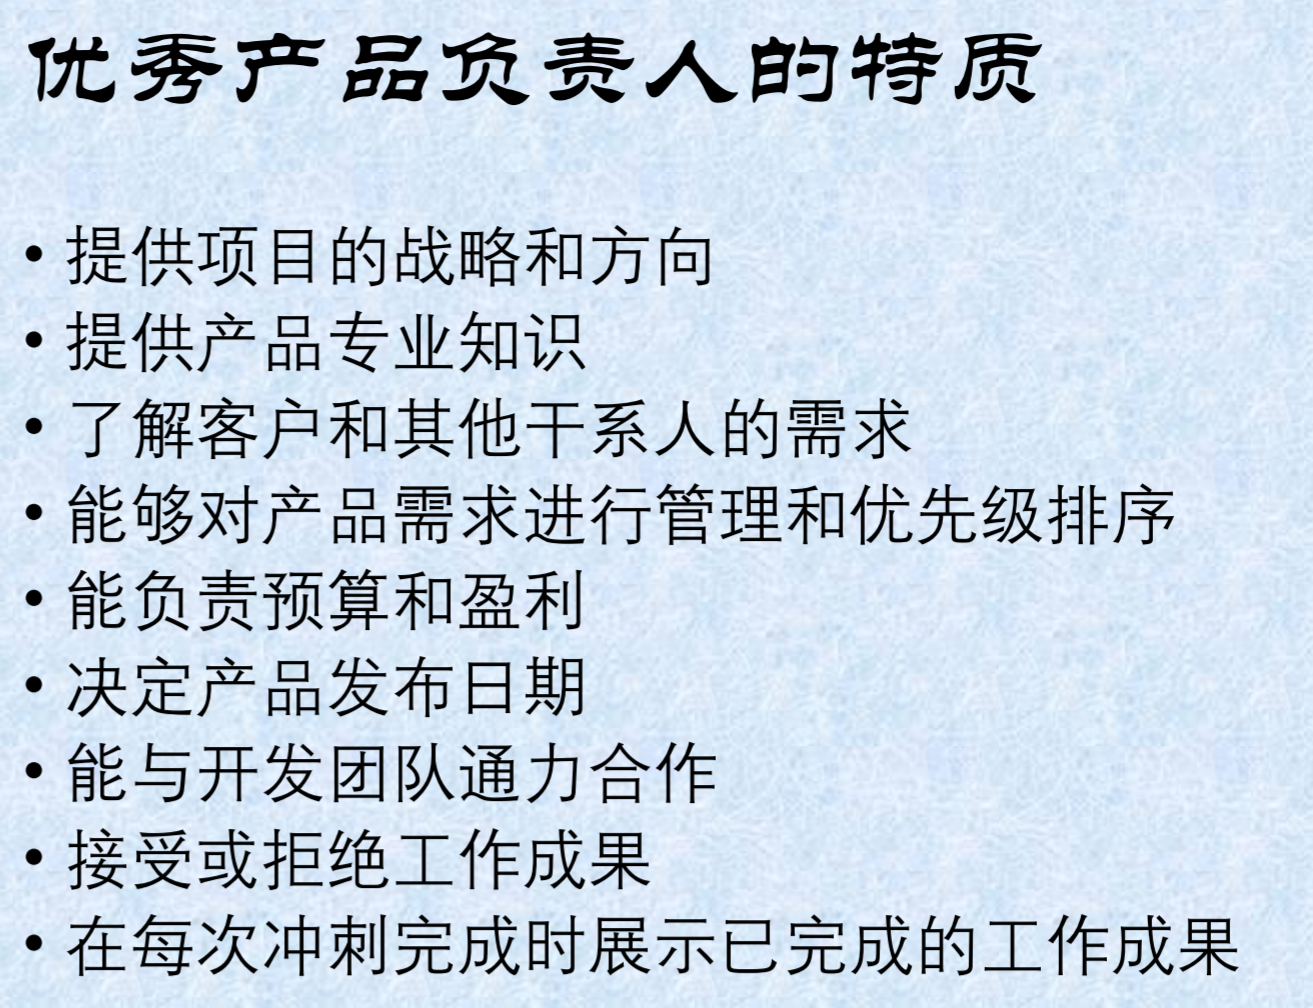 优秀产品负责人的特质
• 提供项目的战略和方向
• 提供产品专业知识
• 了解客户和其他干系人的需求
• 能够对产品需求进行管理和优先级排序
• 能负责预算和盈利
• 决定产品发布日期
• 能与开发团队通力合作
• 接受或拒绝工作成果
• 在每次冲刺完成时展示已完成的工作成果